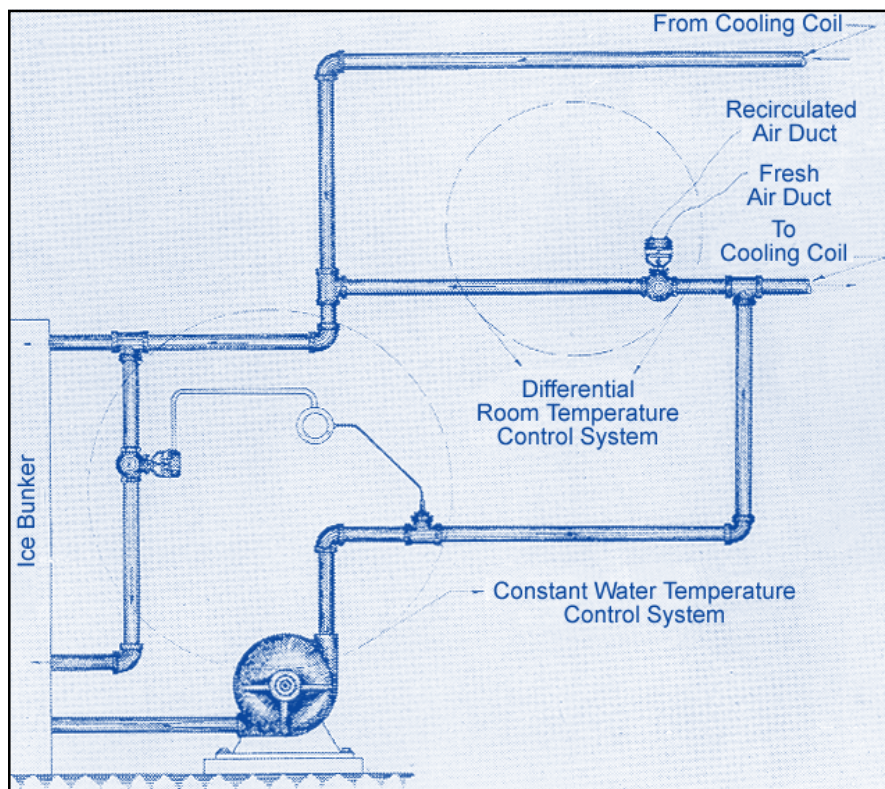 From Cooling Coil
Recirculated
Air Duct
Fresh
Air Duct
To
Cooling Coil
Differential
Room Temperature
Control System
Ice Bunker
Constant Water Temperature
Control System